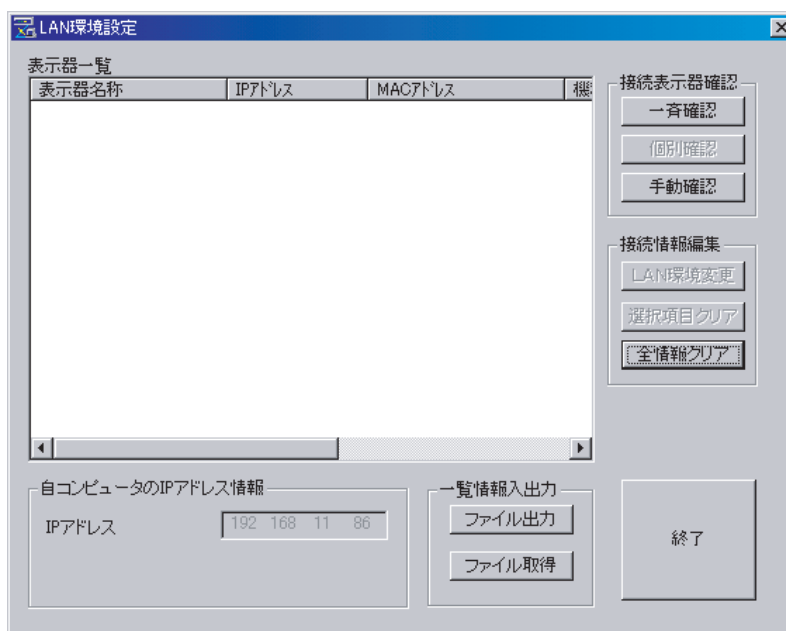 LAN環境設定
表示器一覧
表示器名称 IPアドレス MACアドレス
接続表示器確認
一斉確認
個別確認
手動確認
接続情報編集
LAN環境変更
選択項目クリア
全情報クリア
自コンピュータのIPアドレス情報
IPアドレス 192 168 11 86
一覧情報入出力
ファイル出力
ファイル取得
終了